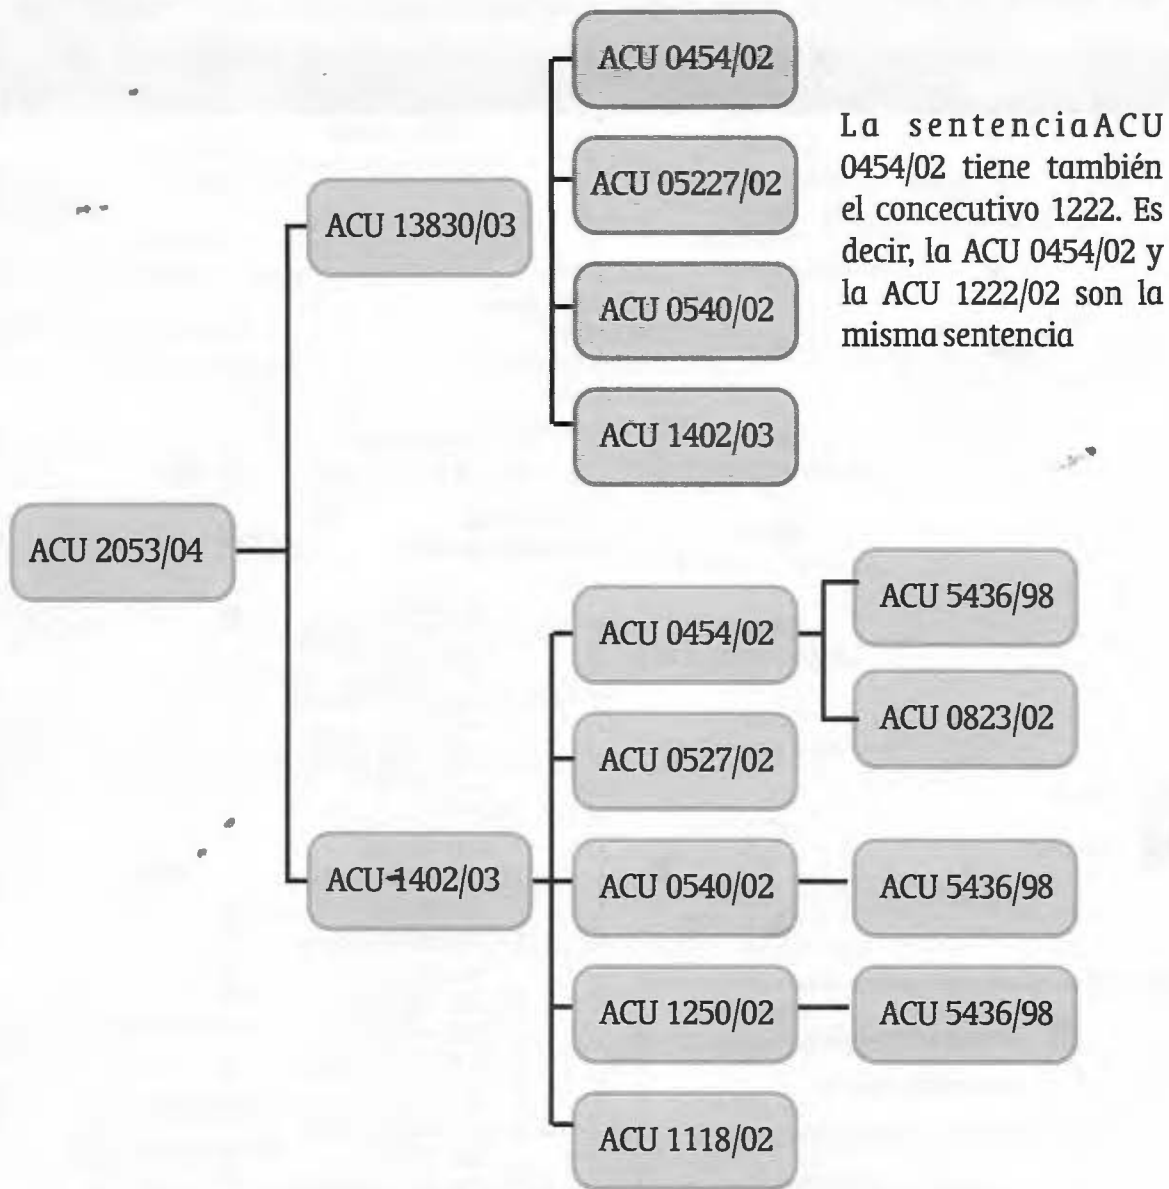 ACU 0454/02
La sentenciaACU
0454/02 tiene también
el concecutivo 1222. Es
decir, la ACU 0454/02 y
la ACU 1222/02 son la
misma sentencia
ACU 05227/02
ACU 13830/03
ACU 0540/02
ACU 1402/03
ACU 2053/04
ACU 0454/02
ACU 5436/98
ACU 0823/02
ACU 0527/02
ACU 1402/03
ACU 0540/02
ACU 5436/98
ACU 1250/02
ACU 5436/98
ACU 1118/02